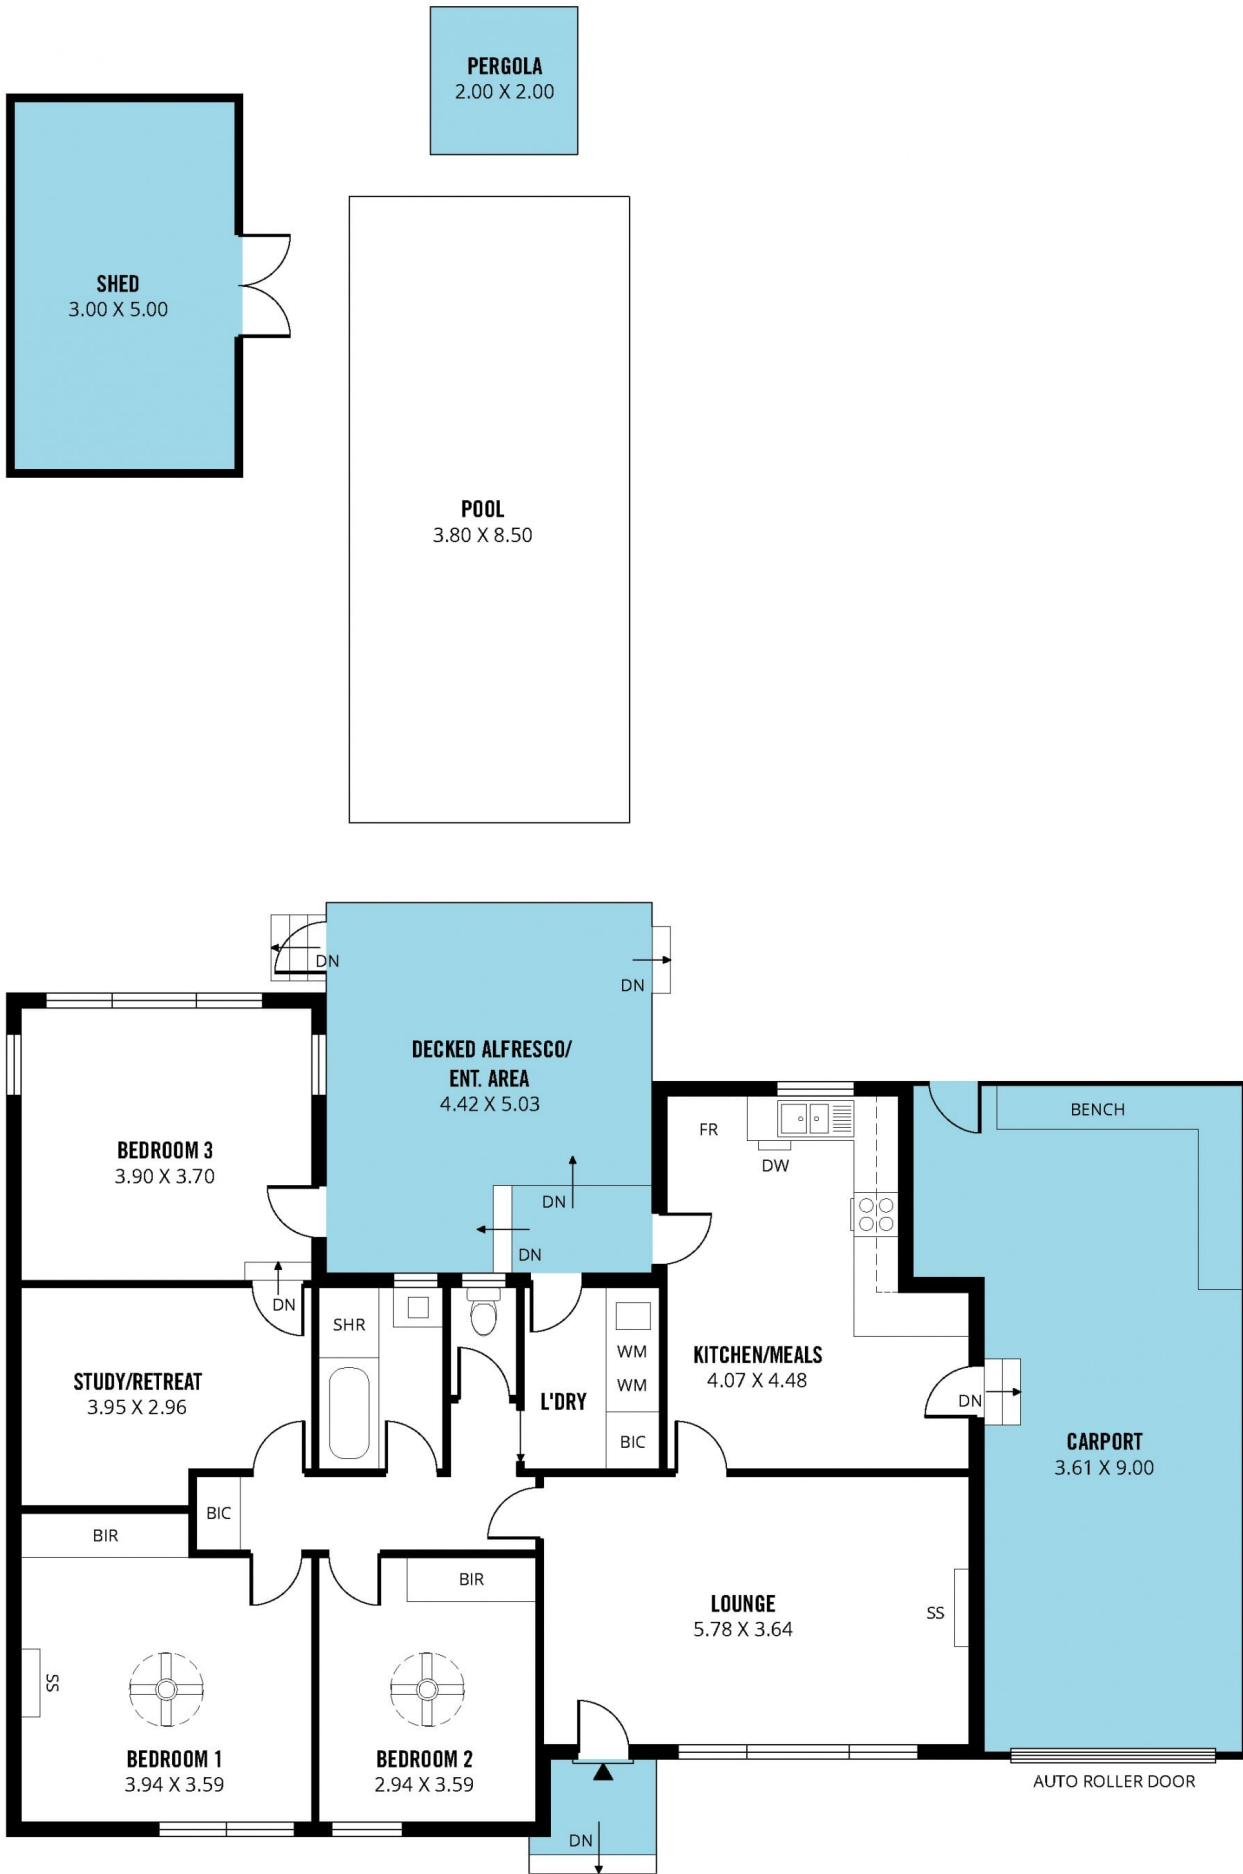 PERGOLA
2.00 X 2.00
SHED
3.00 X 5.00
POOL
3.80 X 8.50
DN
DN
DECKED ALFRESCO/
ENT. AREA
4.42 X 5.03
BENCH
FR
DW
BEDROOM 3
3.90 X 3.70
DN
DN
DN
SHR
WM
WM
KITCHEN/MEALS
4.07 X 4.48
STUDY/RETREAT
3.95 X 2.96
L'DRY
DN
BIC
CARPORT
3.61 X 9.00
BIC
BIR
BIR
LOUNGE
5.78 X 3.64
SS
SS
BEDROOM 1
3.94 X 3.59
BEDROOM 2
2.94 X 3.59
AUTO ROLLER DOOR
DN